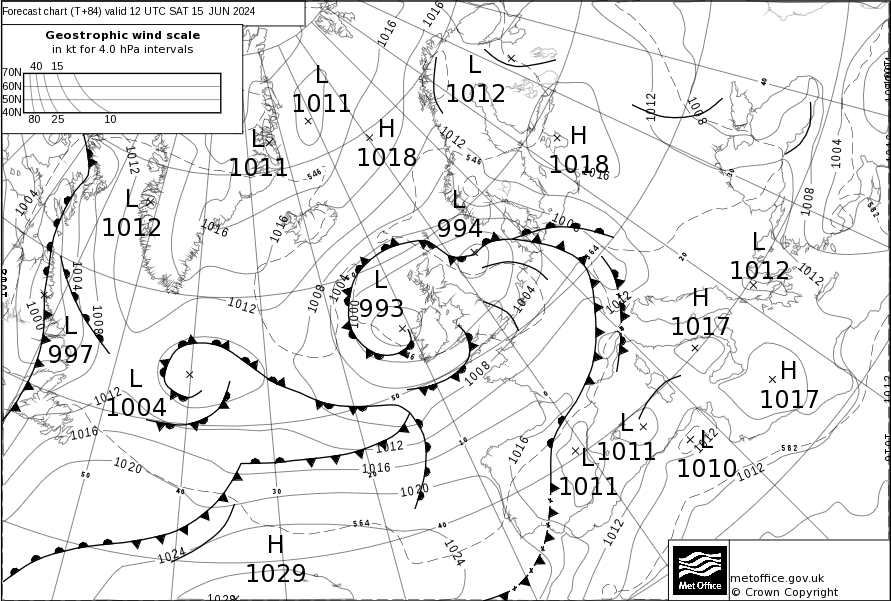 Forecast chart (T+84) valid 12 UTC SAT 15 JUN 2024
Geostrophic wind scale
in kt for 4.0 hPa intervals
40 15
70N
60N
50N
40N
80 25 10
1016
1016
L
1011
L
1012
1012
1008
40
H
1018
H
1018
1016
L
1011
1012
546
546
1012
1004
1004
1008
582
L
1012
1016
1016
L
994
1008
564
20
L
1012
1012
1004
1000
1008
L
997
1012
1008
1004
L
993
1004
1012
H
1017
L
1004
1012
1008
50
H
1017
1012
1016
1020
1012
1016
1020
1016
L
1011
L
1011
L
1010
1012
582
1012
50
40
30
20
10
0
40
564
1024
1024
1012
H
1029
1028
Met Office
metoffice.gov.uk
© Crown Copyright